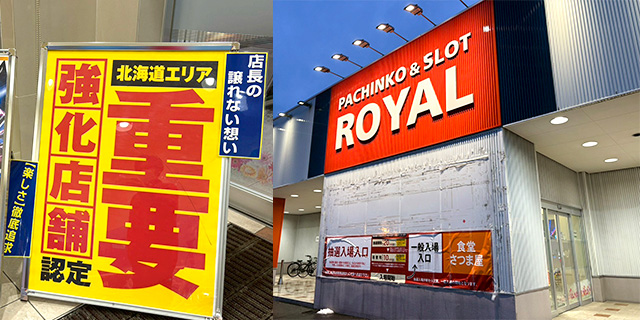 店長の
譲れない想い
北海道エリア
重要
強化店舗
認定
「楽しさ」徹底追求
PACHINKO & SLOT
ROYAL
抽選入場入口
一般入場
入口
食堂
さつま屋